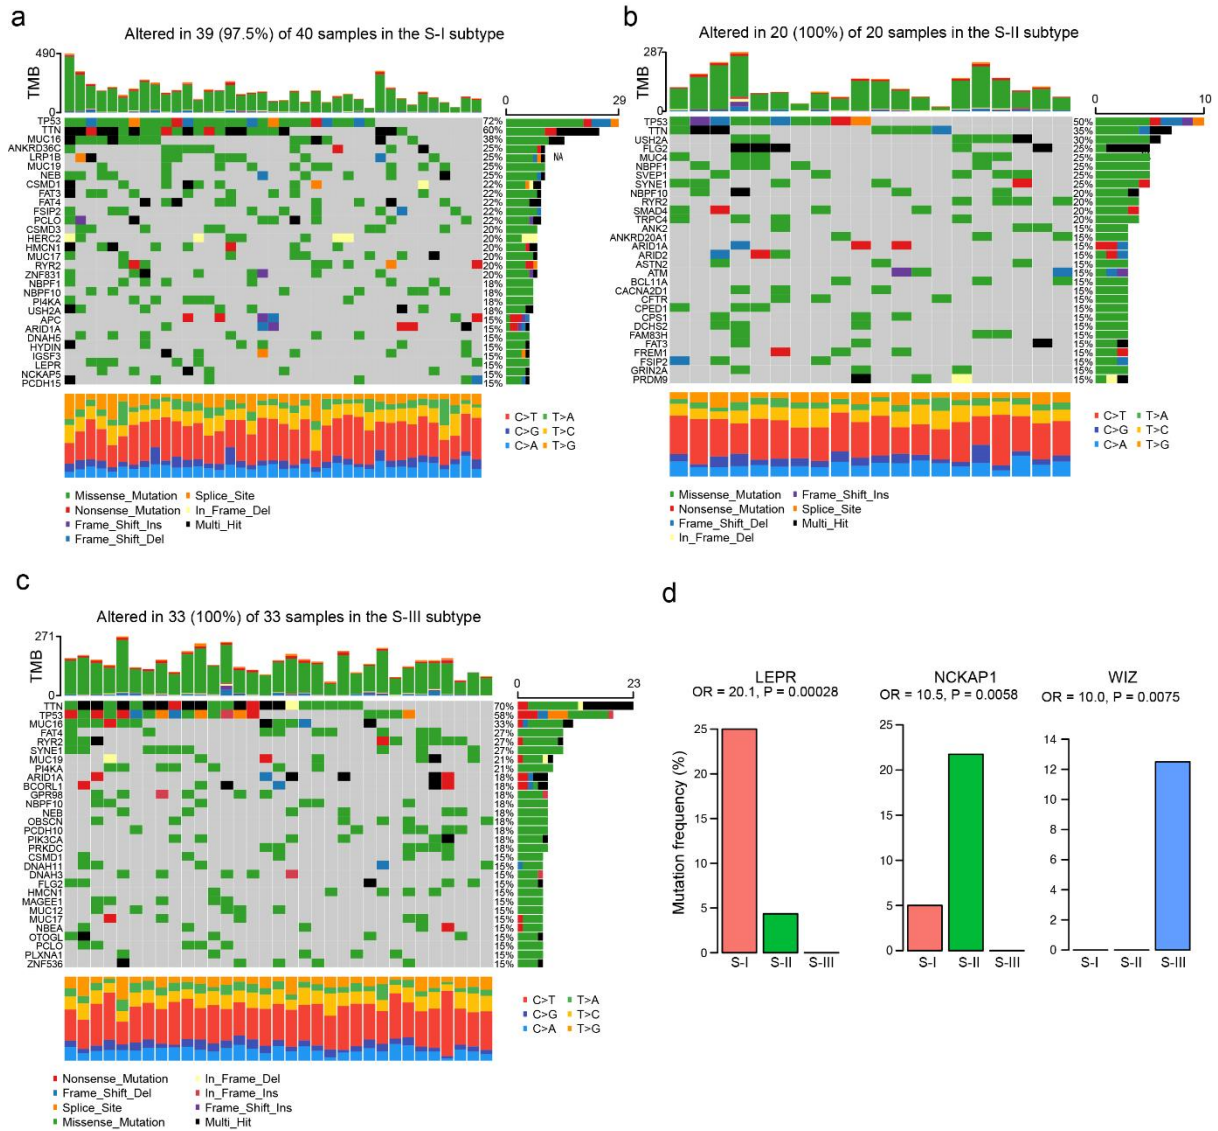 a
Altered in 39 (97.5%) of 40 samples in the S-I subtype
490
TMB
0
0 29
TP53 72%
TTN 60%
MUC16 38%
ANKRD36C 25%
LRP1B 25% NA
MUC19 25%
NEB 25%
CSMD1 22%
FAT3 22%
FAT4 22%
FSIP2 22%
PCLO 22%
CSMD3 20%
HERC2 20%
HMCN1 20%
MUC17 20%
RYR2 20%
ZNF831 20%
NBPF1 18%
NBPF10 18%
PI4KA 18%
USH2A 18%
APC 15%
ARID1A 15%
DNAH5 15%
HYDIN 15%
IGSF3 15%
LEPR 15%
NCKAP5 15%
PCDH15 15%
C>T T>A
C>G T>C
C>A T>G
Missense_Mutation Splice_Site
Nonsense_Mutation In_Frame_Del
Frame_Shift_Ins Multi_Hit
Frame_Shift_Del
b
Altered in 20 (100%) of 20 samples in the S-II subtype
287
TMB
0
0 10
TP53 50%
TTN 35%
USH2A 30%
FLG2 25%
MUC4 25%
NBPF1 25%
SVEP1 25%
SYNE1 25%
NBPF10 20%
RYR2 20%
SMAD4 20%
TRPC4 20%
ANK2 15%
ANKRD20A1 15%
ARID1A 15%
ARID2 15%
ASTN2 15%
ATM 15%
BCL11A 15%
CACNA2D1 15%
CFTR 15%
CPED1 15%
CPS1 15%
DCHS2 15%
FAM83H 15%
FAT3 15%
FREM1 15%
FSIP2 15%
GRIN2A 15%
PRDM9 15%
C>T T>A
C>G T>C
C>A T>G
Missense_Mutation Frame_Shift_Ins
Nonsense_Mutation Splice_Site
Frame_Shift_Del Multi_Hit
In_Frame_Del
c
Altered in 33 (100%) of 33 samples in the S-III subtype
271
TMB
0
0 23
TTN 70%
TP53 58%
MUC16 33%
FAT4 27%
RYR2 27%
SYNE1 27%
MUC19 21%
PI4KA 21%
ARID1A 18%
BCORL1 18%
GPR98 18%
NBPF10 18%
NEB 18%
OBSCN 18%
PCDH10 18%
PIK3CA 18%
PRKDC 18%
CSMD1 15%
DNAH11 15%
DNAH3 15%
FLG2 15%
HMCN1 15%
MAGEE1 15%
MUC12 15%
MUC17 15%
NBEA 15%
OTOGL 15%
PCLO 15%
PLXNA1 15%
ZNF536 15%
C>T T>A
C>G T>C
C>A T>G
Nonsense_Mutation In_Frame_Del
Frame_Shift_Del In_Frame_Ins
Splice_Site Frame_Shift_Ins
Missense_Mutation Multi_Hit
d
LEPR
OR = 20.1, P = 0.00028
Mutation frequency (%)
25
20
15
10
5
0
S-I S-II S-III
NCKAP1
OR = 10.5, P = 0.0058
25
20
15
10
5
0
S-I S-II S-III
WIZ
OR = 10.0, P = 0.0075
14
12
10
8
6
4
2
0
S-I S-II S-III